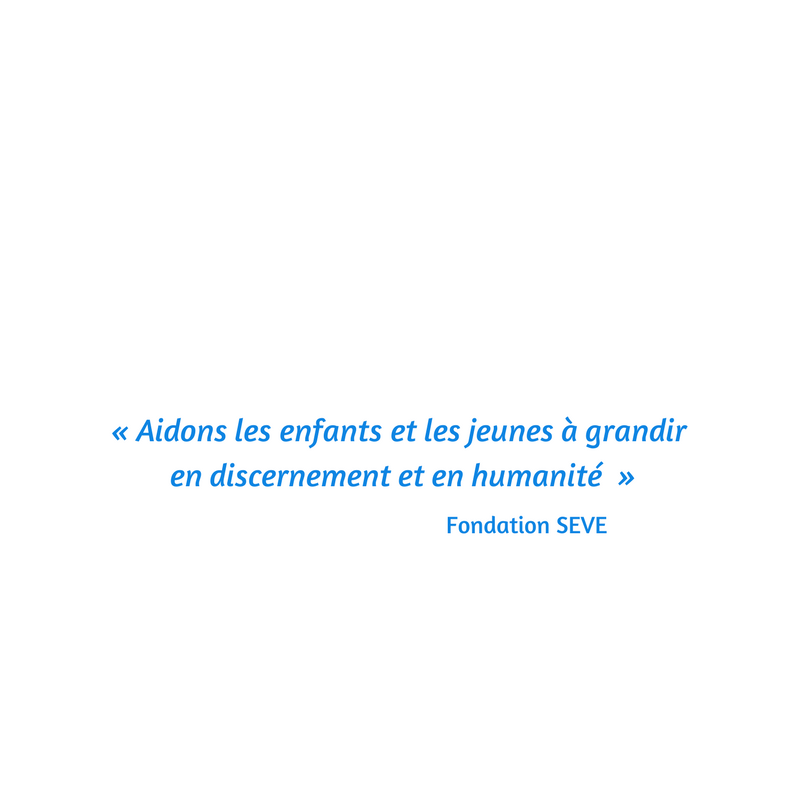 « Aidons les enfants et les jeunes à grandir
en discernement et en humanité »
Fondation SEVE